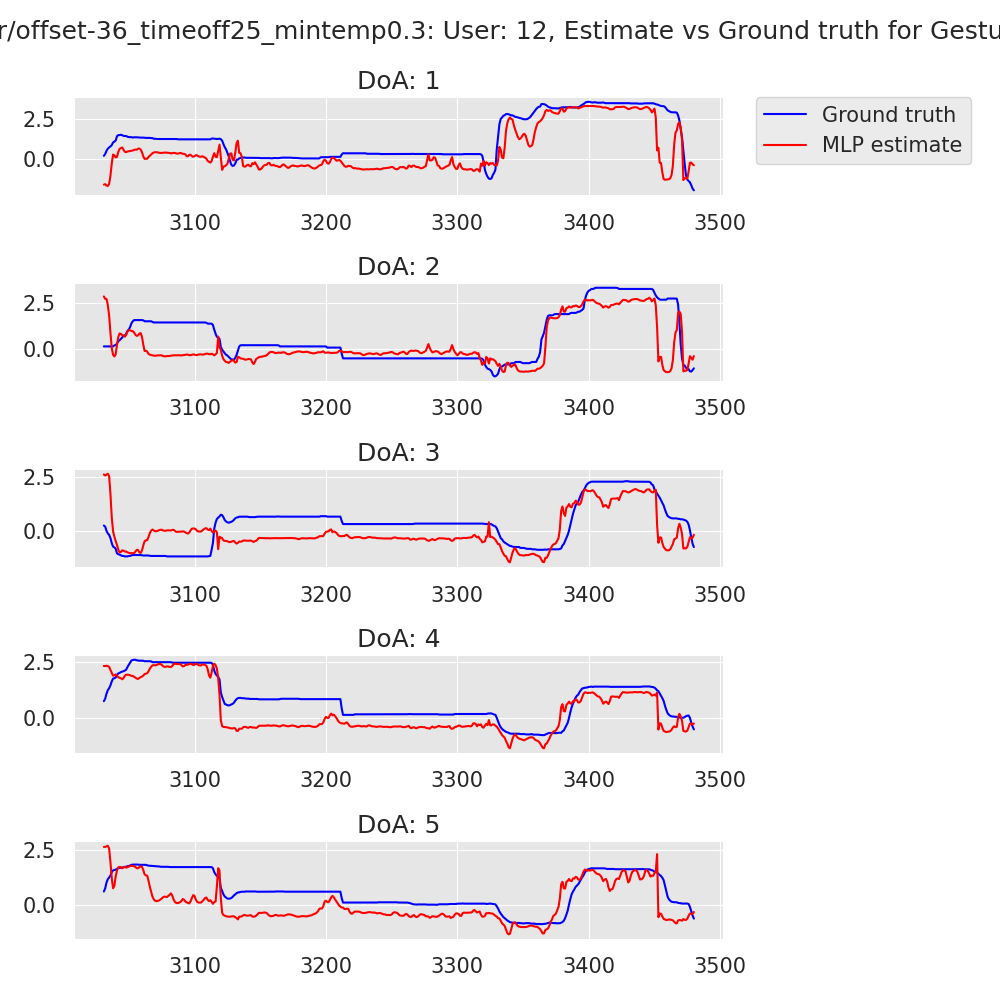 r/offset-36_timeoff25_mintemp0.3: User: 12, Estimate vs Ground truth for Gestu
DoA: 1
Ground truth
MLP estimate
2.5
0.0
3100 3200 3300 3400 3500
DoA: 2
2.5
0.0
3100 3200 3300 3400 3500
DoA: 3
2.5
0.0
3100 3200 3300 3400 3500
DoA: 4
2.5
0.0
3100 3200 3300 3400 3500
DoA: 5
2.5
0.0
3100 3200 3300 3400 3500